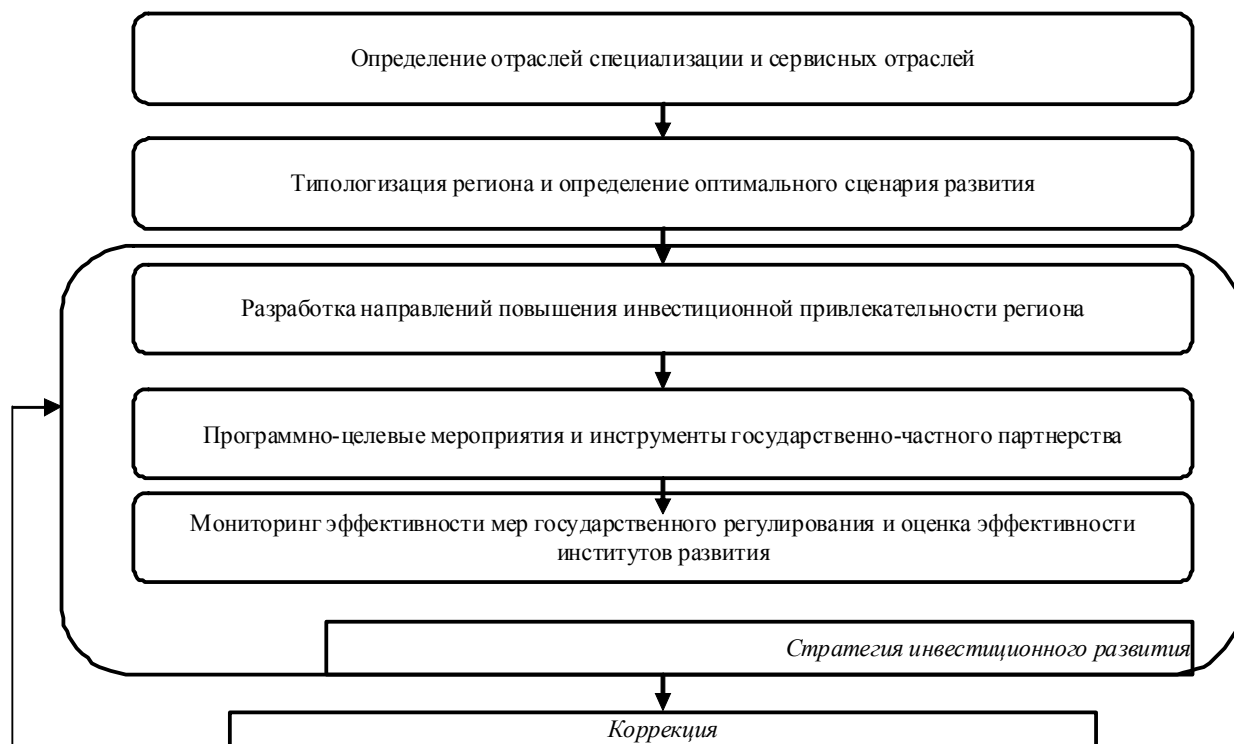 Определение отраслей специализации и сервисных отраслей
Типологизация региона и определение оптимального сценария развития
Разработка направлений повышения инвестиционной привлекательности региона
Программно-целевые мероприятия и инструменты государственно-частного партнерства
Мониторинг эффективности мер государственного регулирования и оценка эффективности
институтов развития
Стратегия инвестиционного развития
Коррекция